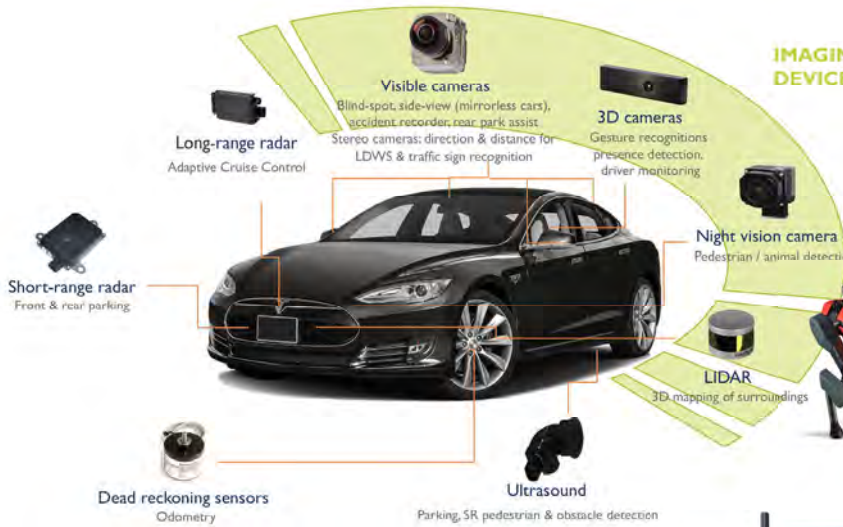 IMAGIN
DEVICE
Visible cameras
Blind-spot, side-view (mirrorless cars),
accident recorder, rear park assist
Stereo cameras: direction & distance for
LDWS & traffic sign recognition
3D cameras
Gesture recognitions
presence detection,
driver monitoring
Long-range radar
Adaptive Cruise Control
Night vision camera
Pedestrian / animal detectio
Short-range radar
Front & rear parking
LIDAR
3D mapping of surroundings
Dead reckoning sensors
Odometry
Ultrasound
Parking, SR pedestrian & obstacle detection